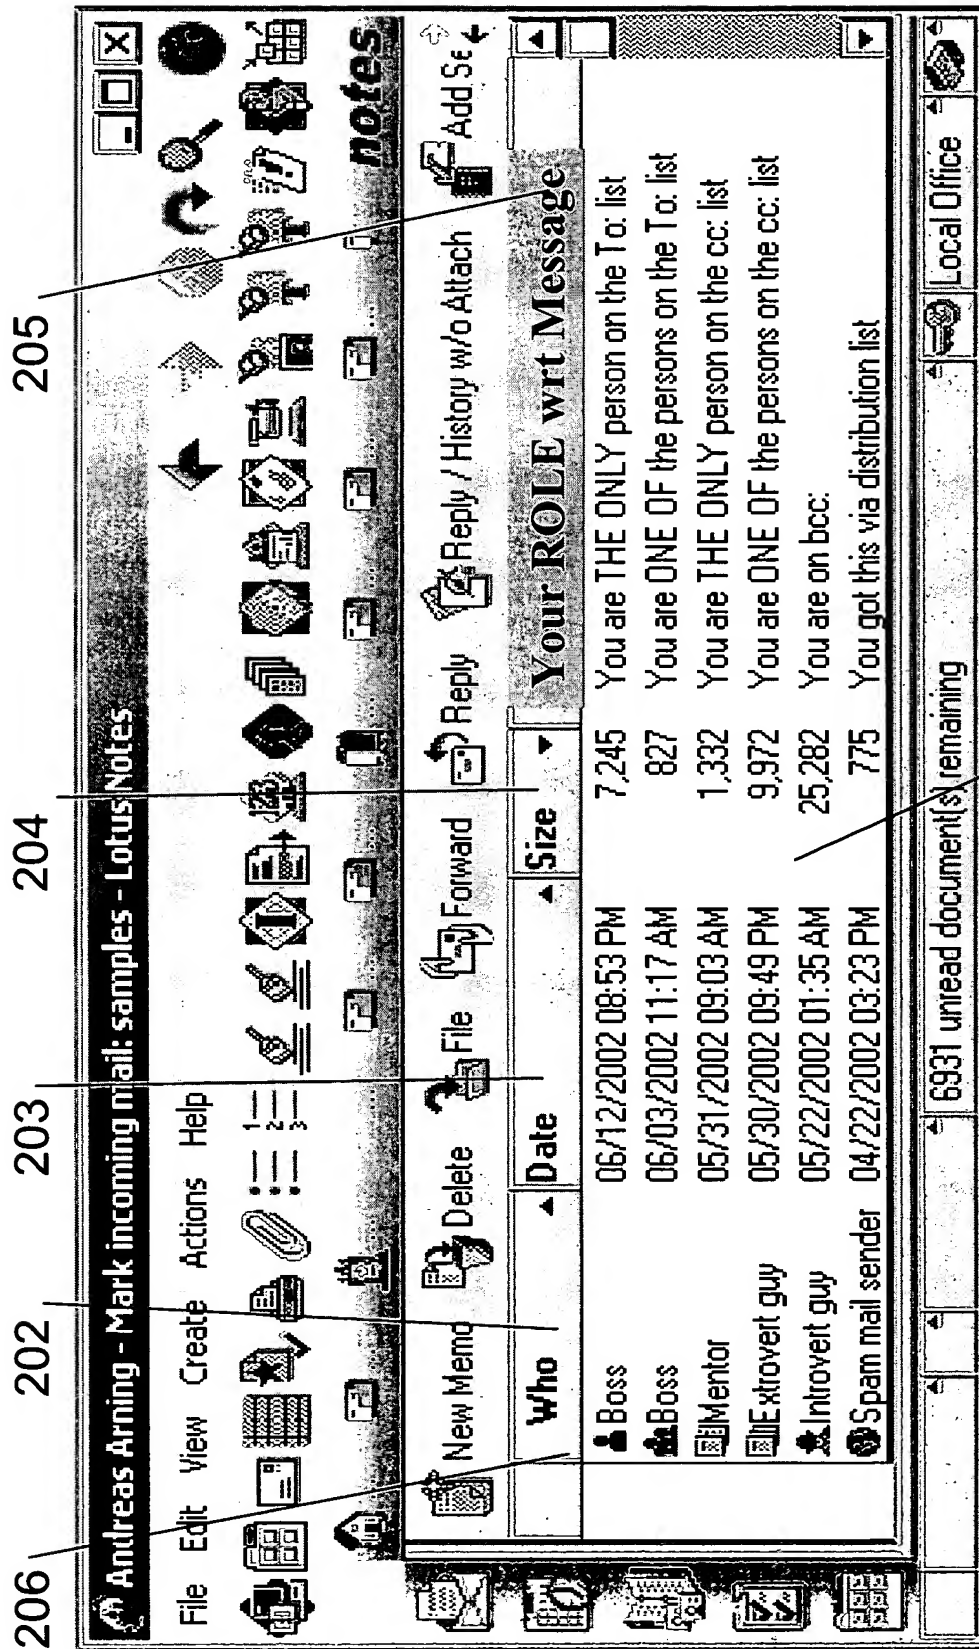 206 202 203 204 205
Andreas Arning - Mark incoming mail: samples - Lotus Notes
File Edit View Create Actions Help
notes
New Memo Delete File Forward Reply Reply / History w/o Attach Add Se
Who Date Size Your ROLE wrt Message
Boss 06/12/2002 08:53 PM 7,245 You are THE ONLY person on the To: list
Boss 06/03/2002 11:17 AM 827 You are ONE OF the persons on the To: list
Mentor 05/31/2002 09:03 AM 1,332 You are THE ONLY person on the cc: list
Extrovert guy 05/30/2002 09:49 PM 9,972 You are ONE OF the persons on the cc: list
Introvert guy 05/22/2002 01:35 AM 25,282 You are on bcc:
Spam mail sender 04/22/2002 03:23 PM 775 You got this via distribution list
6931 unread document(s) remaining Local Office